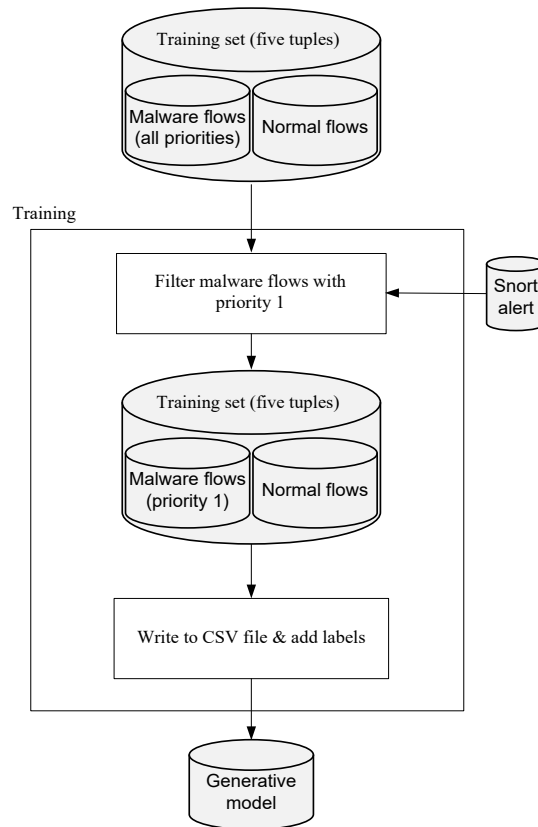 Training set (five tuples)
Malware flows
(all priorities)
Normal flows
Training
Filter malware flows with
priority 1
Snort
alert
Training set (five tuples)
Malware flows
(priority 1)
Normal flows
Write to CSV file & add labels
Generative
model